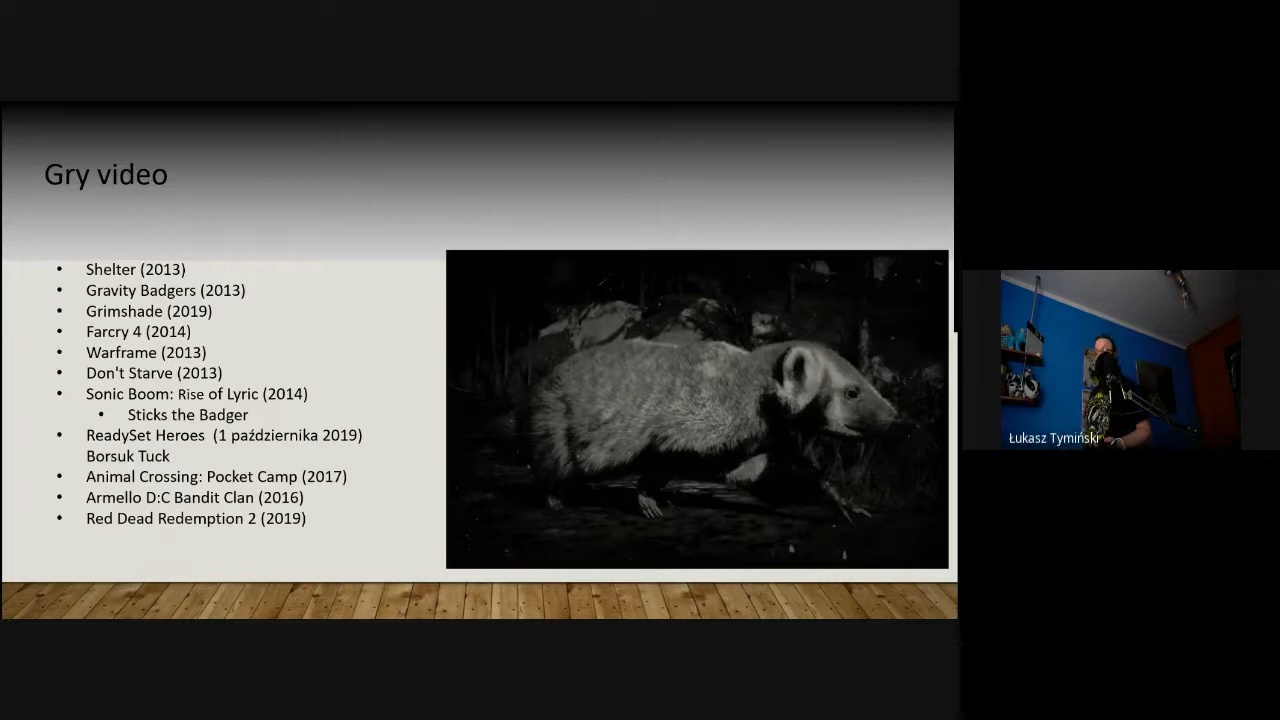 Gry video
Shelter (2013)
Gravity Badgers (2013)
Grimshade (2019)
Farcry 4 (2014)
Warframe (2013)
Don't Starve (2013)
Sonic Boom: Rise of Lyric (2014)
Sticks the Badger
ReadySet Heroes (1 października 2019)
Borsuk Tuck
Animal Crossing: Pocket Camp (2017)
Armello D:C Bandit Clan (2016)
Red Dead Redemption 2 (2019)
Łukasz Tymiński